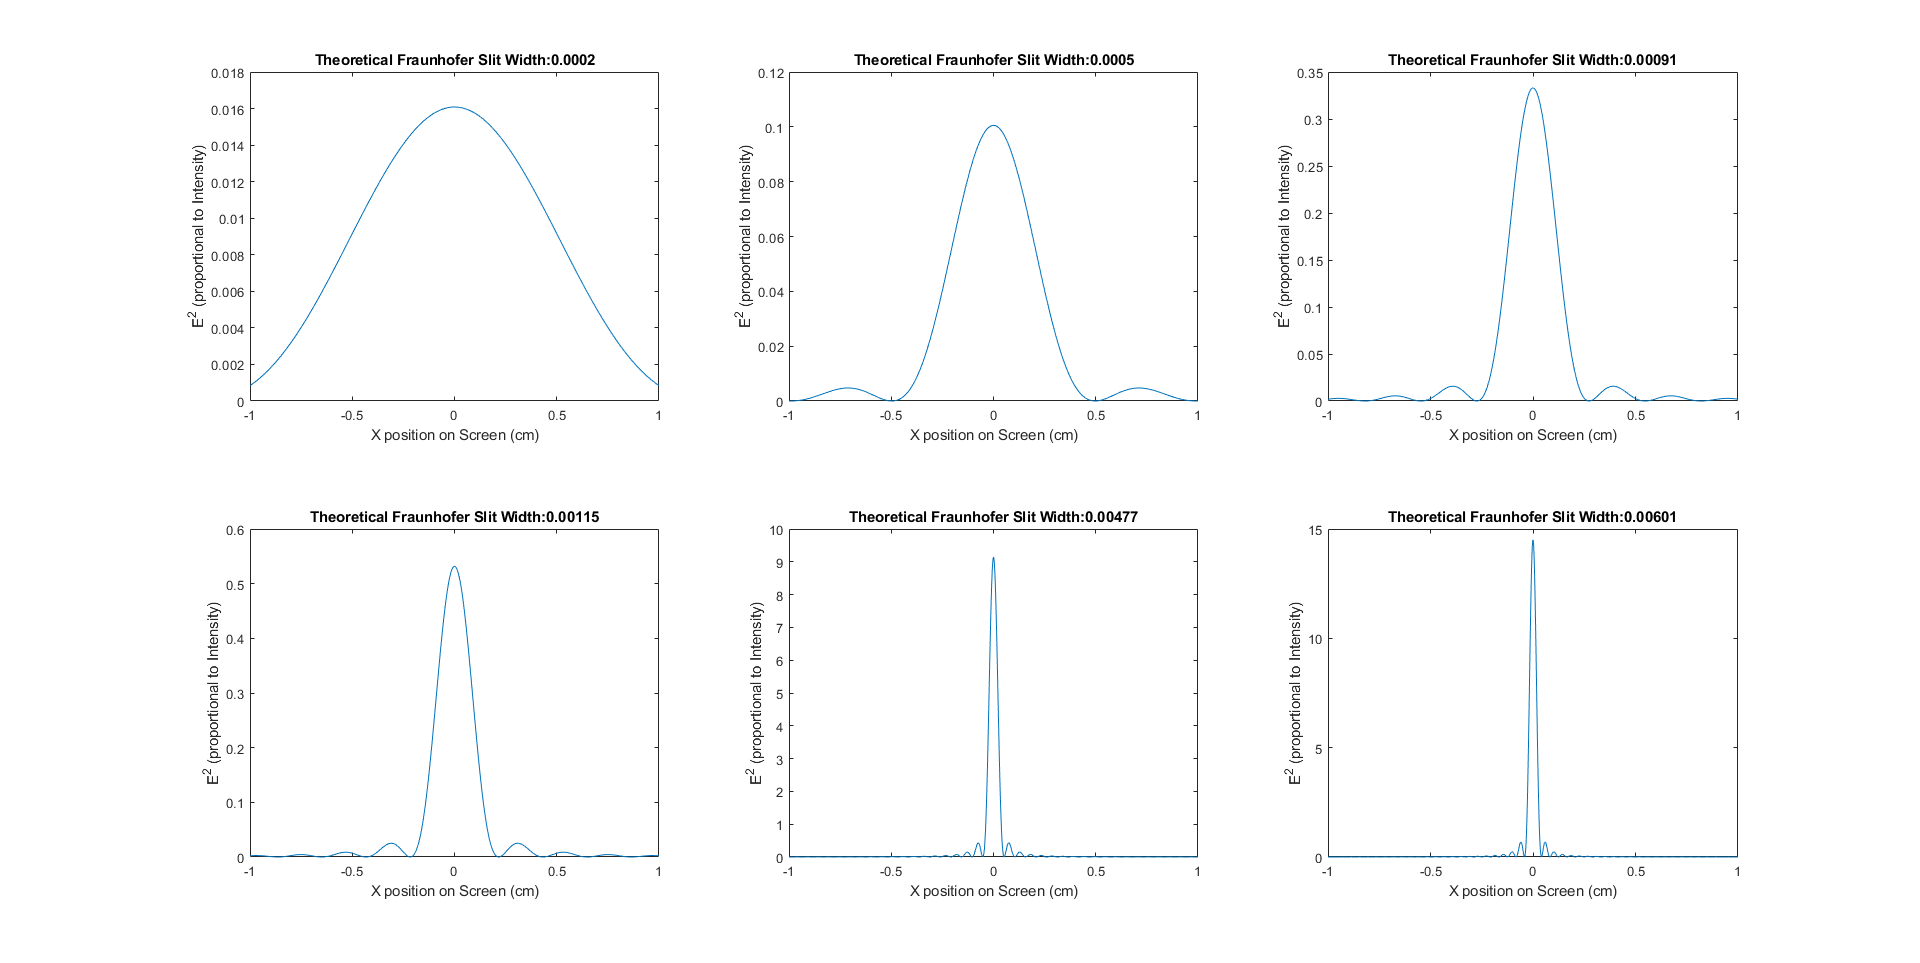 Theoretical Fraunhofer Slit Width:0.0002
0.018
0.016
0.014
0.012
0.01
0.008
0.006
0.004
0.002
0
E2 (proportional to Intensity)
-1 -0.5 0 0.5 1
X position on Screen (cm)
Theoretical Fraunhofer Slit Width:0.0005
0.12
0.1
0.08
0.06
0.04
0.02
0
E2 (proportional to Intensity)
-1 -0.5 0 0.5 1
X position on Screen (cm)
Theoretical Fraunhofer Slit Width:0.00091
0.35
0.3
0.25
0.2
0.15
0.1
0.05
0
E2 (proportional to Intensity)
-1 -0.5 0 0.5 1
X position on Screen (cm)
Theoretical Fraunhofer Slit Width:0.00115
0.6
0.5
0.4
0.3
0.2
0.1
0
E2 (proportional to Intensity)
-1 -0.5 0 0.5 1
X position on Screen (cm)
Theoretical Fraunhofer Slit Width:0.00477
10
9
8
7
6
5
4
3
2
1
0
E2 (proportional to Intensity)
-1 -0.5 0 0.5 1
X position on Screen (cm)
Theoretical Fraunhofer Slit Width:0.00601
15
10
5
0
E2 (proportional to Intensity)
-1 -0.5 0 0.5 1
X position on Screen (cm)